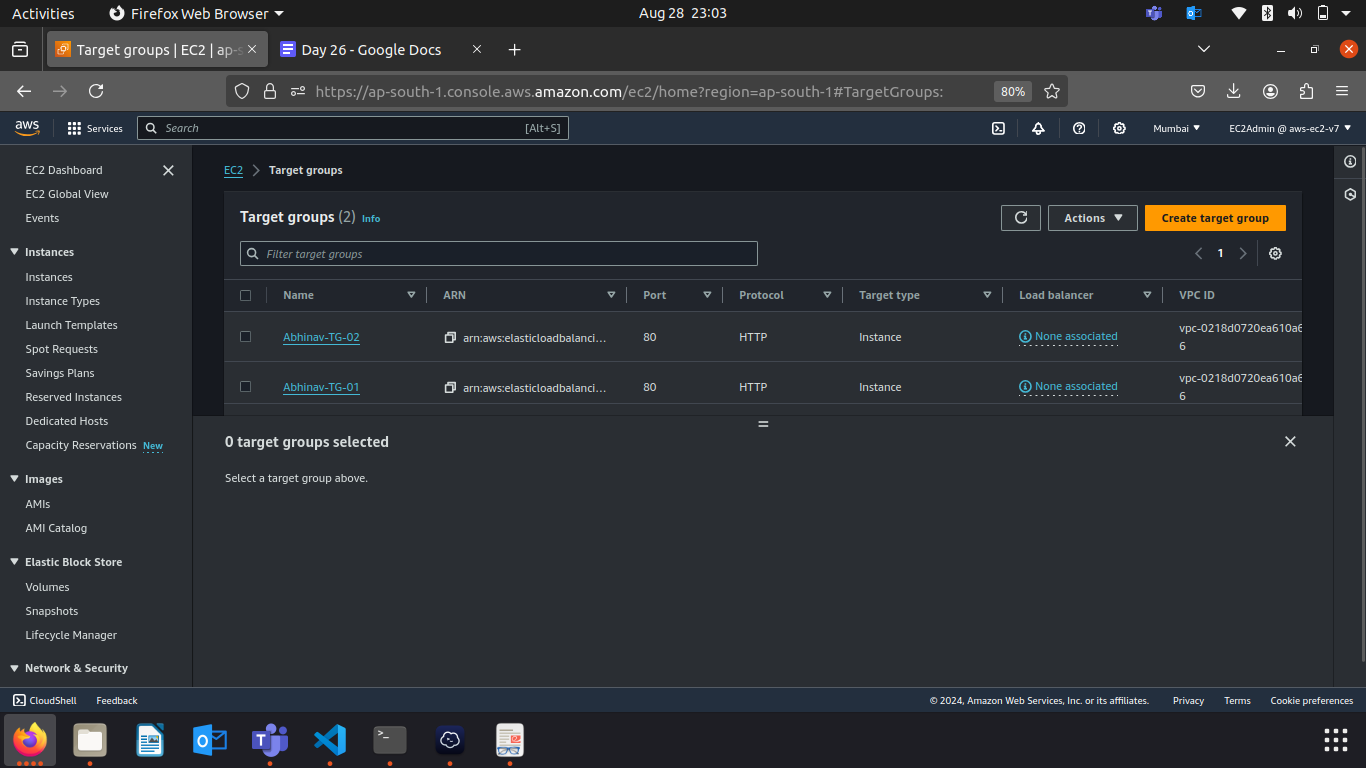 Activities
Firefox Web Browser
Aug 28 23:03
Target groups | EC2 | ap-s
Day 26 - Google Docs
https://ap-south-1.console.aws.amazon.com/ec2/home?region=ap-south-1#TargetGroups:
80%
aws
Services
Search
[Alt+S]
Mumbai
EC2Admin @ aws-ec2-v7
EC2 Dashboard
EC2 Global View
Events
Instances
Instances
Instance Types
Launch Templates
Spot Requests
Savings Plans
Reserved Instances
Dedicated Hosts
Capacity Reservations New
Images
AMIs
AMI Catalog
Elastic Block Store
Volumes
Snapshots
Lifecycle Manager
Network & Security
EC2 > Target groups
Target groups (2) Info
Actions
Create target group
Filter target groups
1
Name ARN Port Protocol Target type Load balancer VPC ID
Abhinav-TG-02 arn:aws:elasticloadbalanci... 80 HTTP Instance None associated vpc-0218d0720ea610a6
6
Abhinav-TG-01 arn:aws:elasticloadbalanci... 80 HTTP Instance None associated vpc-0218d0720ea610a6
6
0 target groups selected
Select a target group above.
CloudShell
Feedback
© 2024, Amazon Web Services, Inc. or its affiliates.
Privacy
Terms
Cookie preferences